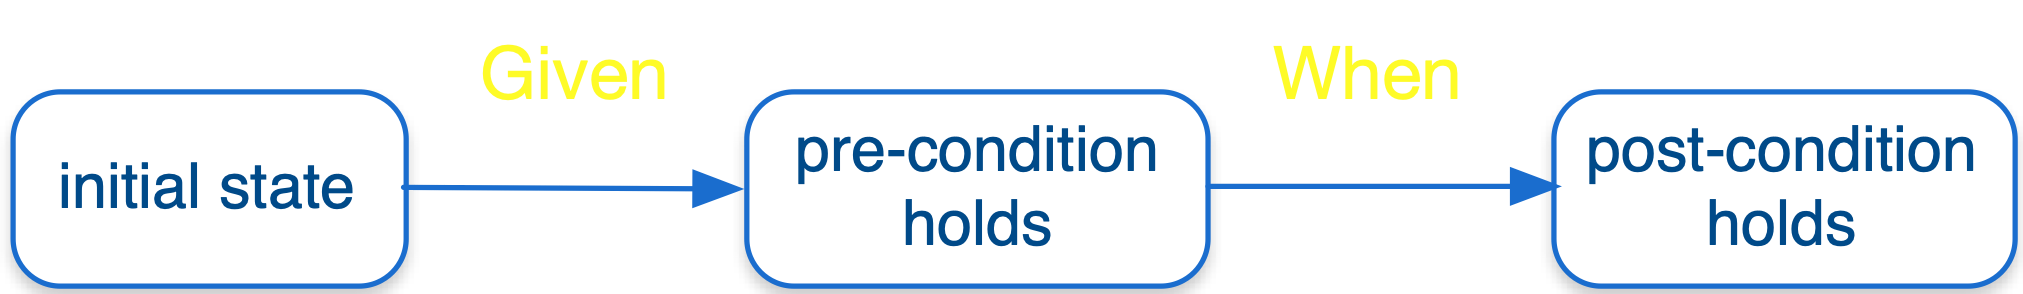 Given
When
initial state
pre-condition
holds
post-condition
holds